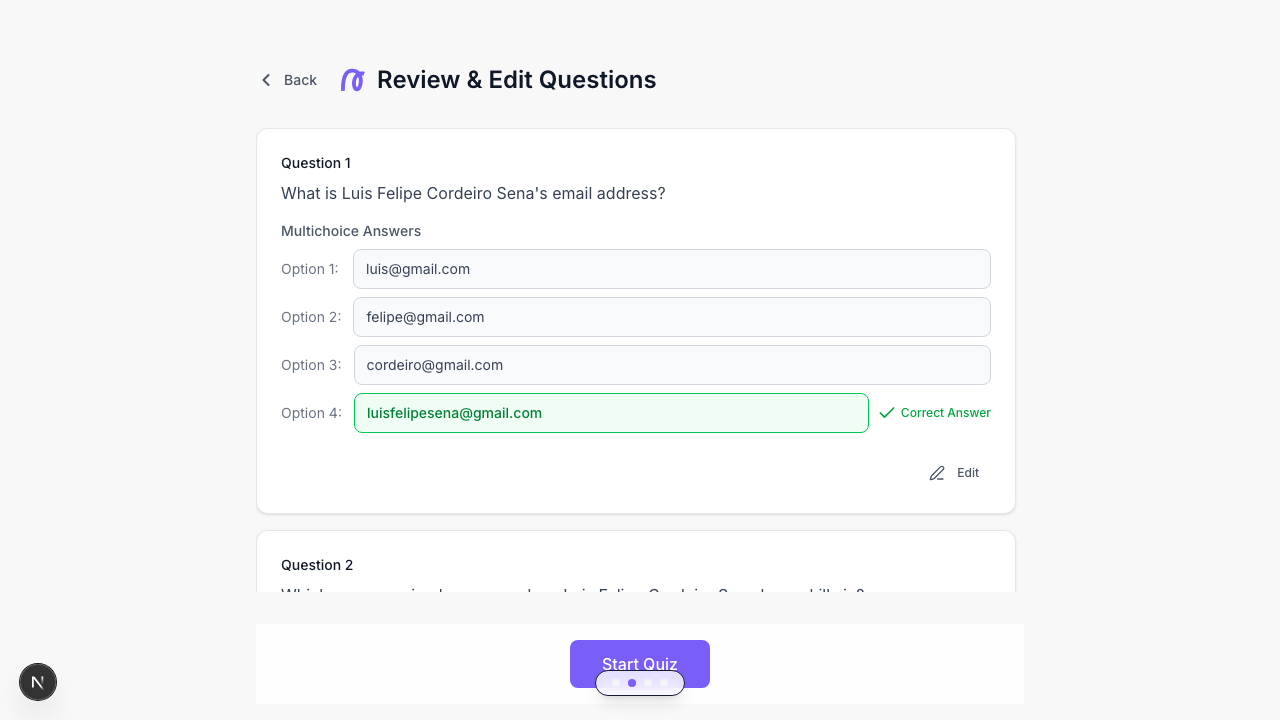 Back
Review & Edit Questions
Question 1
What is Luis Felipe Cordeiro Sena's email address?
Multichoice Answers
Option 1: luis@gmail.com
Option 2: felipe@gmail.com
Option 3: cordeiro@gmail.com
Option 4: luisfelipesena@gmail.com Correct Answer
Edit
Question 2
Start Quiz
N